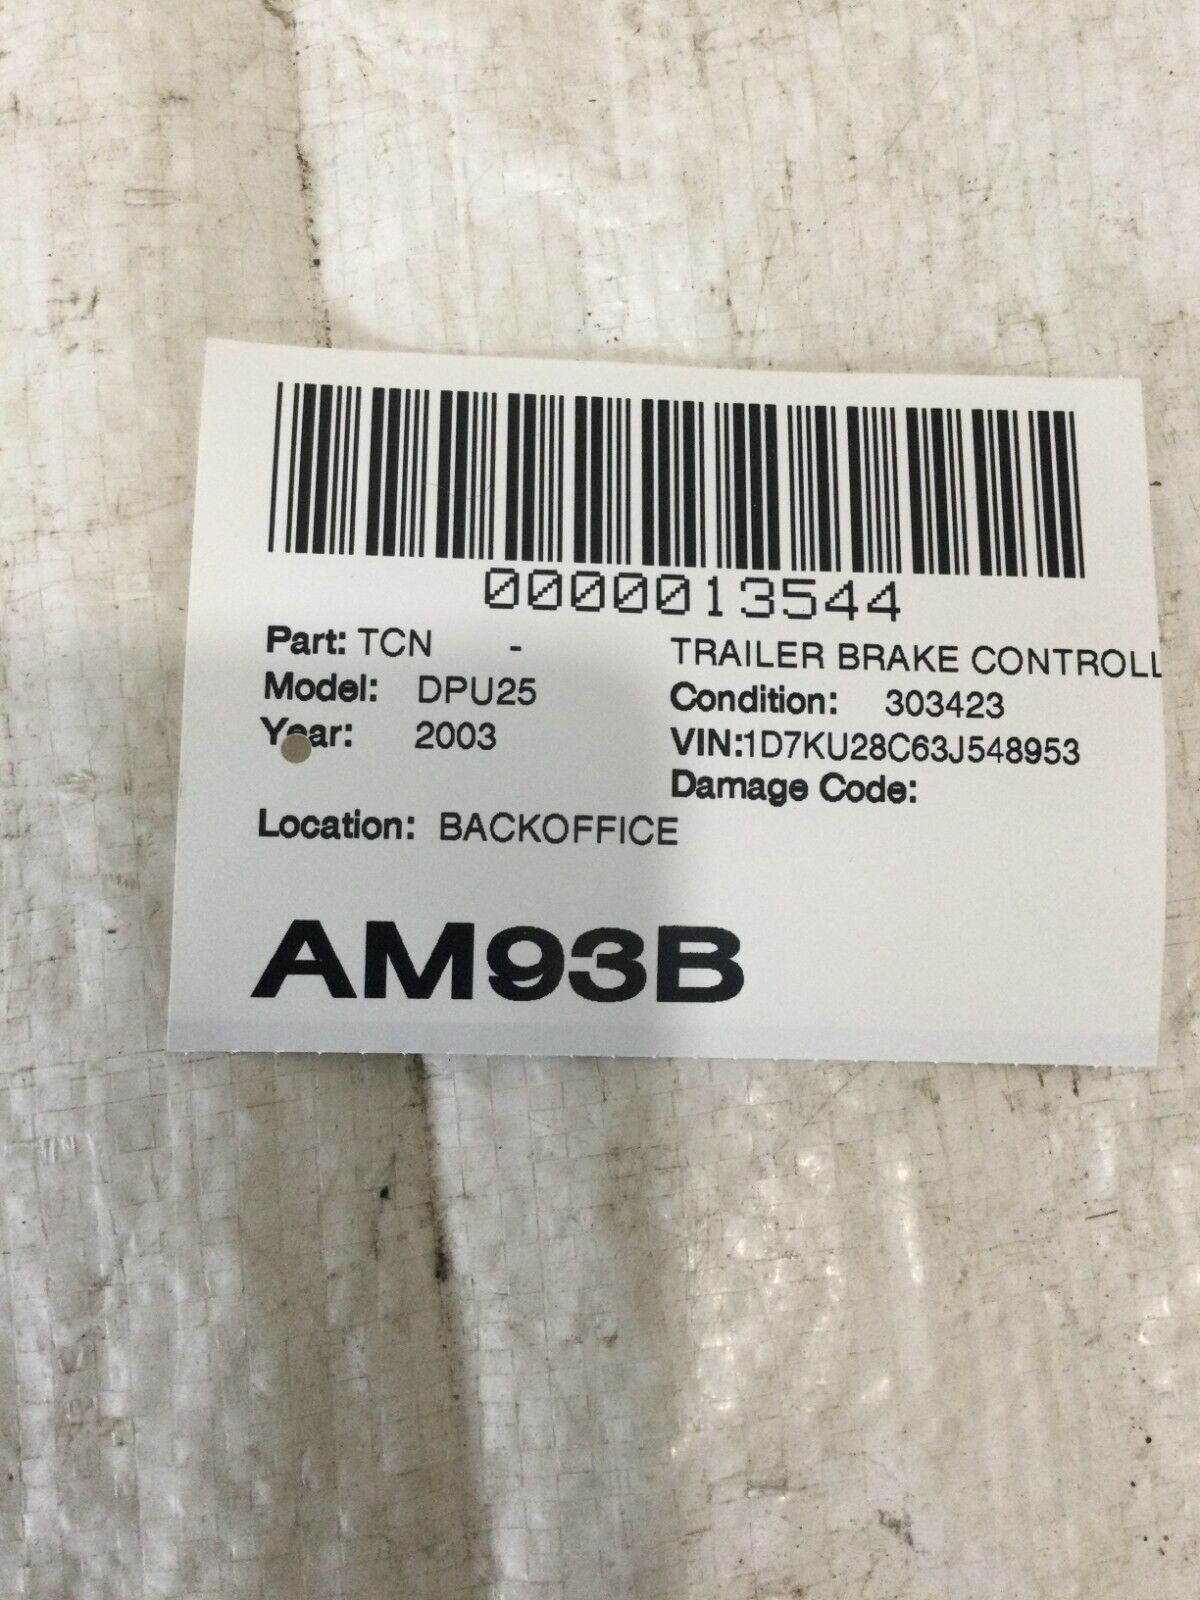 0000013544
Part: TCN - TRAILER BRAKE CONTROLL
Model: DPU25 Condition: 303423
Year: 2003 VIN:1D7KU28C63J548953
Damage Code:
Location: BACKOFFICE
AM93B